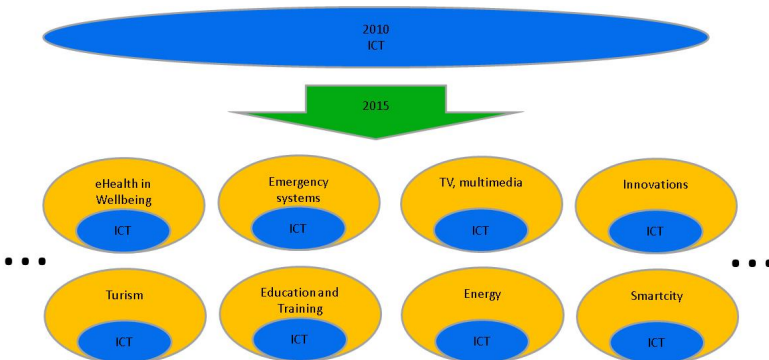 2010
ICT
2015
eHealth in
Wellbeing
ICT
Emergency
systems
ICT
TV, multimedia
ICT
Innovations
ICT
Turism
ICT
Education and
Training
ICT
Energy
ICT
Smartcity
ICT
...
...